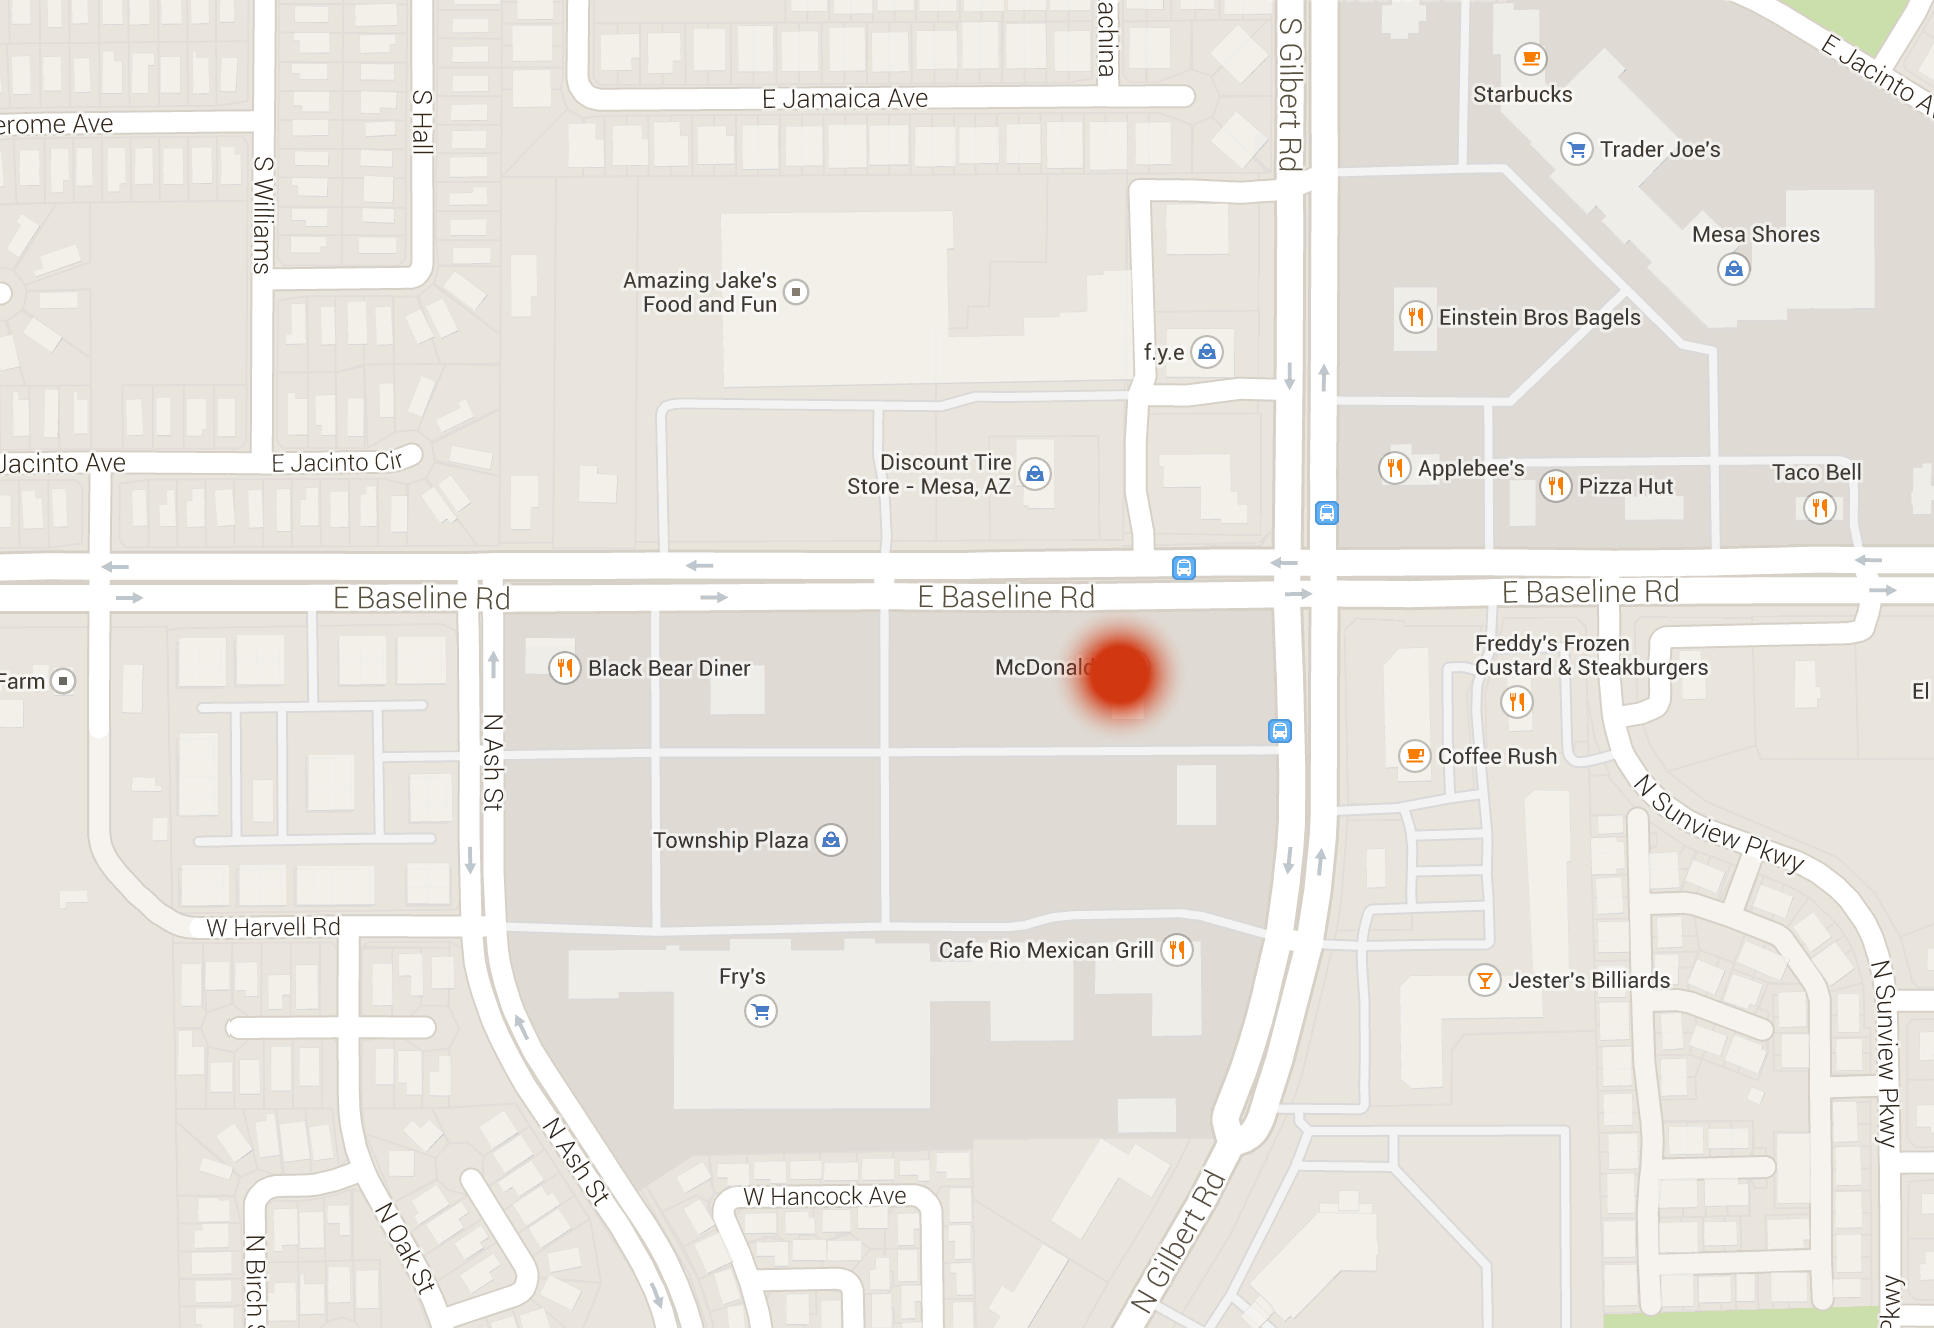 achina
S Gilbert Rd
E Jacinto A
Starbucks
E Jamaica Ave
S Hall
erome Ave
Trader Joe's
S Williams
Mesa Shores
Amazing Jake's
Food and Fun
Einstein Bros Bagels
f.y.e
Jacinto Ave
E Jacinto Cir
Discount Tire
Store - Mesa, AZ
Applebee's
Pizza Hut
Taco Bell
E Baseline Rd
E Baseline Rd
E Baseline Rd
Freddy's Frozen
Custard & Steakburgers
Black Bear Diner
McDonald
Farm
El
N Ash St
Coffee Rush
N Sunview Pkwy
Township Plaza
W Harvell Rd
Cafe Rio Mexican Grill
Fry's
Jester's Billiards
N Sunview Pkwy
N Ash St
W Hancock Ave
N Oak St
N Gilbert Rd
N Birch S
Pkwy